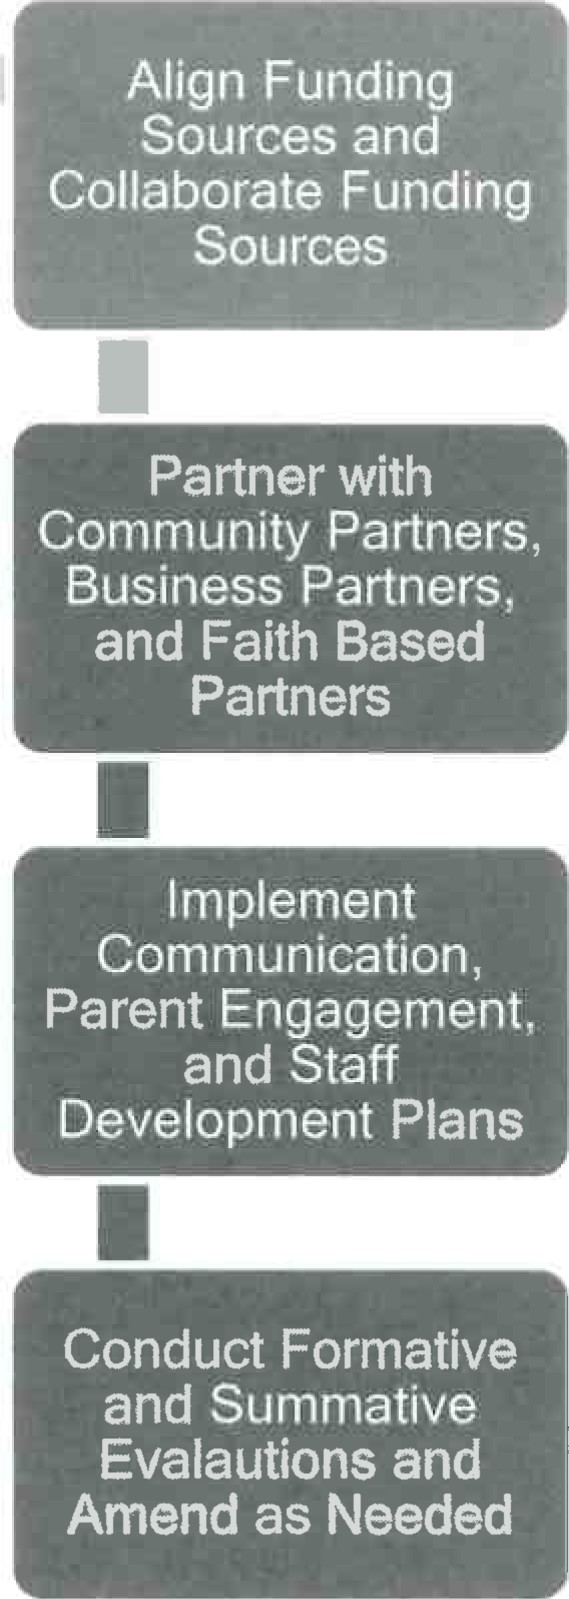 Align Funding
Sources and
Collaborate Funding
Sources
Partner with
Community Partners,
Business Partners,
and Faith Based
Partners
Implement
Communication,
Parent Engagement,
and Staff
Development Plans
Conduct Formative
and Summative
Evalautions and
Amend as Needed